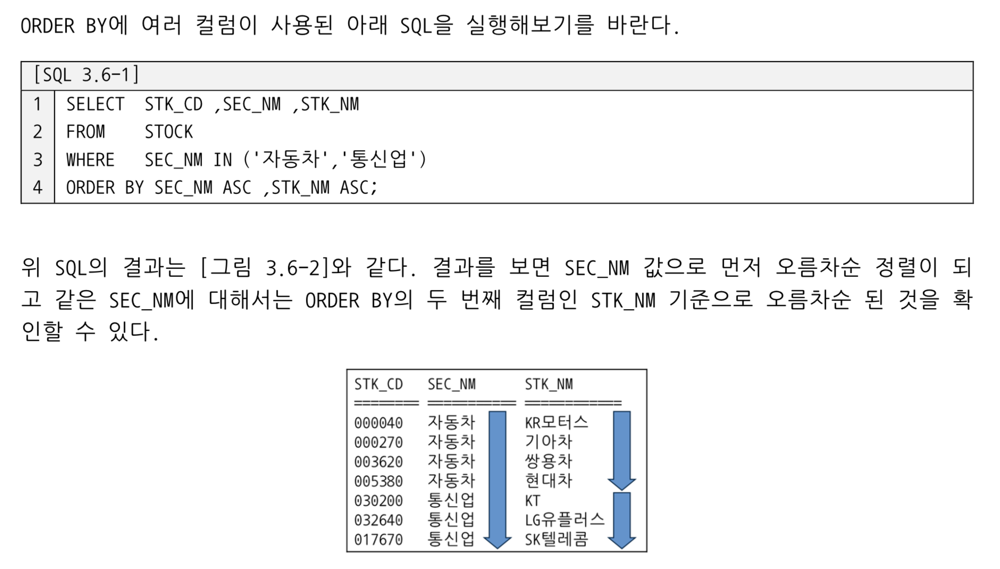 ORDER BY에 여러 컬럼이 사용된 아래 SQL을 실행해보기를 바란다.
[SQL 3.6-1]
1 SELECT STK_CD ,SEC_NM ,STK_NM
2 FROM STOCK
3 WHERE SEC_NM IN ('자동차','통신업')
4 ORDER BY SEC_NM ASC ,STK_NM ASC;
위 SQL의 결과는 [그림 3.6-2]와 같다. 결과를 보면 SEC_NM 값으로 먼저 오름차순 정렬이 되
고 같은 SEC_NM에 대해서는 ORDER BY의 두 번째 컬럼인 STK_NM 기준으로 오름차순 된 것을 확
인할 수 있다.
STK_CD SEC_NM STK_NM
======== =========== ============
000040 자동차 KR모터스
000270 자동차 기아차
003620 자동차 쌍용차
005380 자동차 현대차
030200 통신업 KT
032640 통신업 LG유플러스
017670 통신업 SK텔레콤